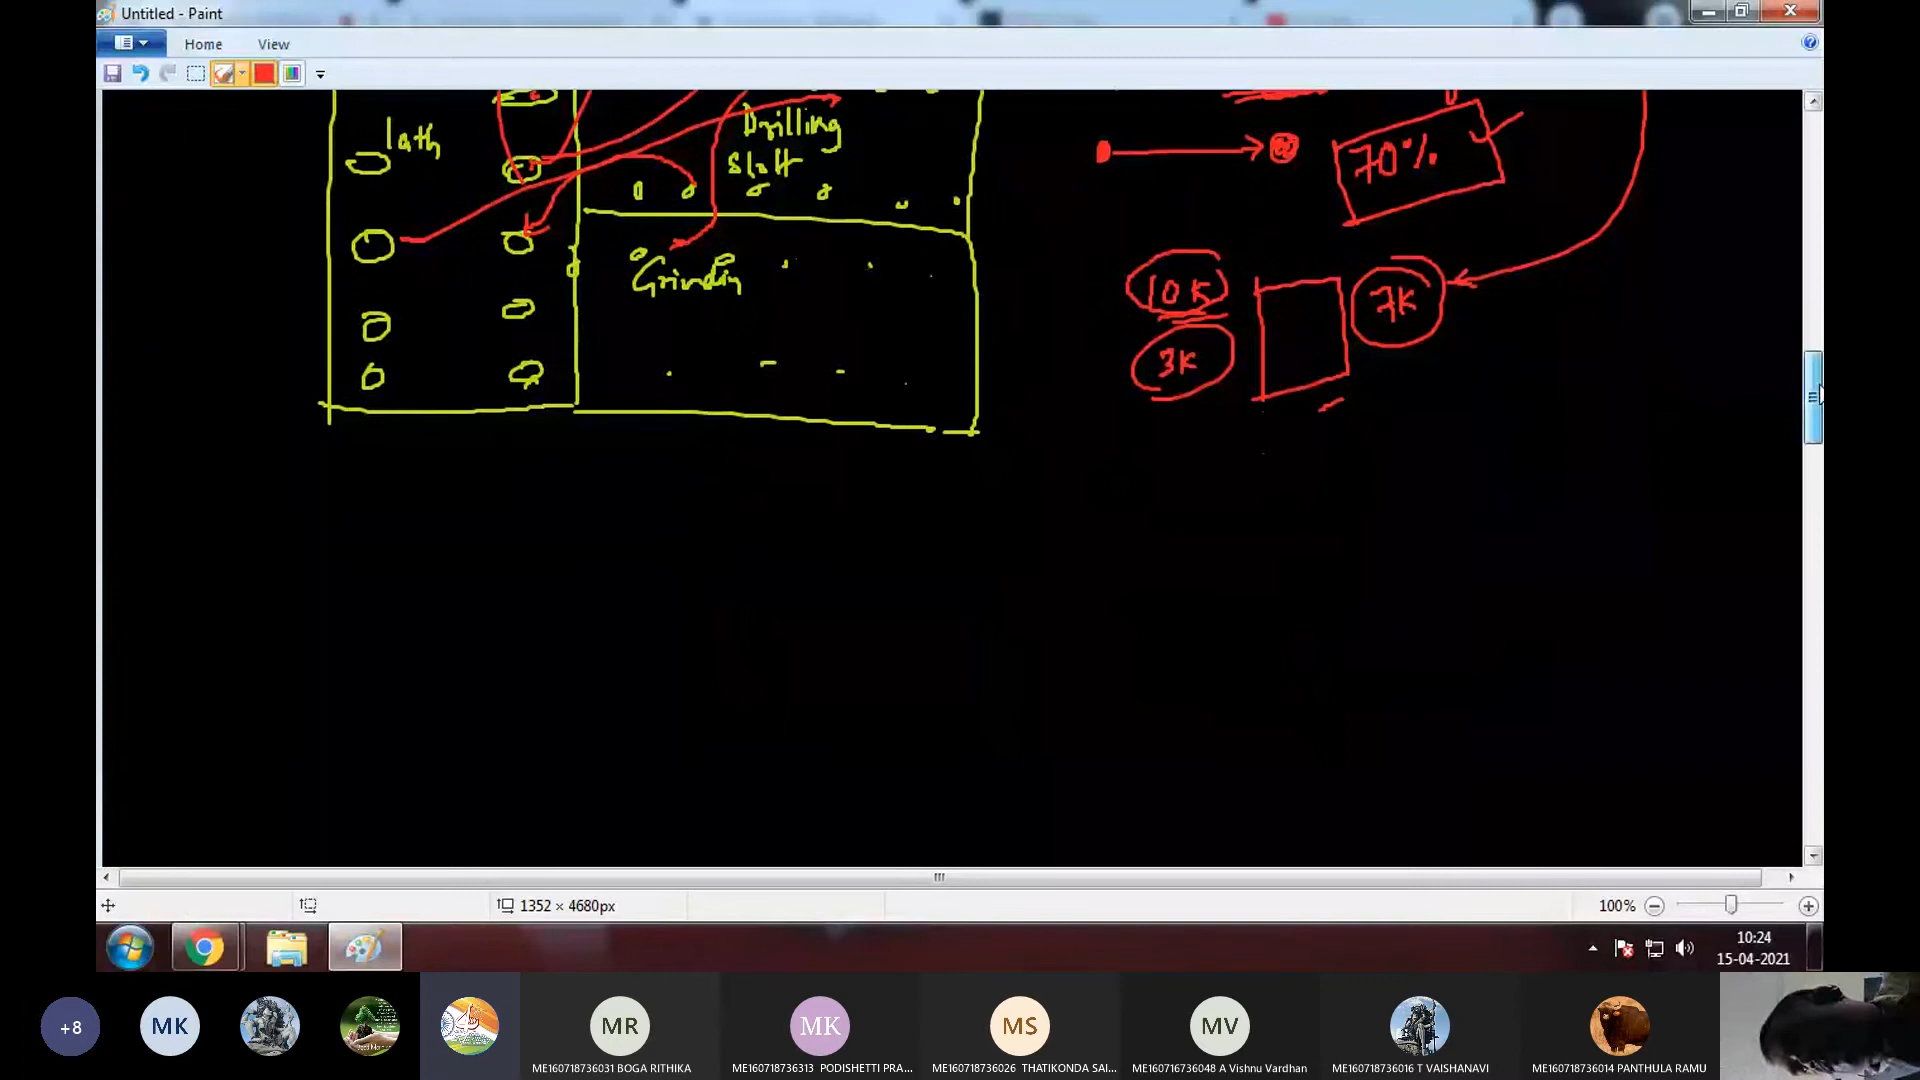 Untitled - Paint
Home
View
lath
Drilling
Slott
Grindin
70%
10K
7K
3K
1352 × 4680px
100%
10:24
15-04-2021
+8
MK
MR
MK
MS
MV
ME160718736031 BOGA RITHIKA
ME160718736313 PODISHETTI PRA...
ME160718736026 THATIKONDA SAI...
ME160716736048 A Vishnu Vardhan
ME160718736016 T VAISHANAVI
ME160718736014 PANTHULA RAMU